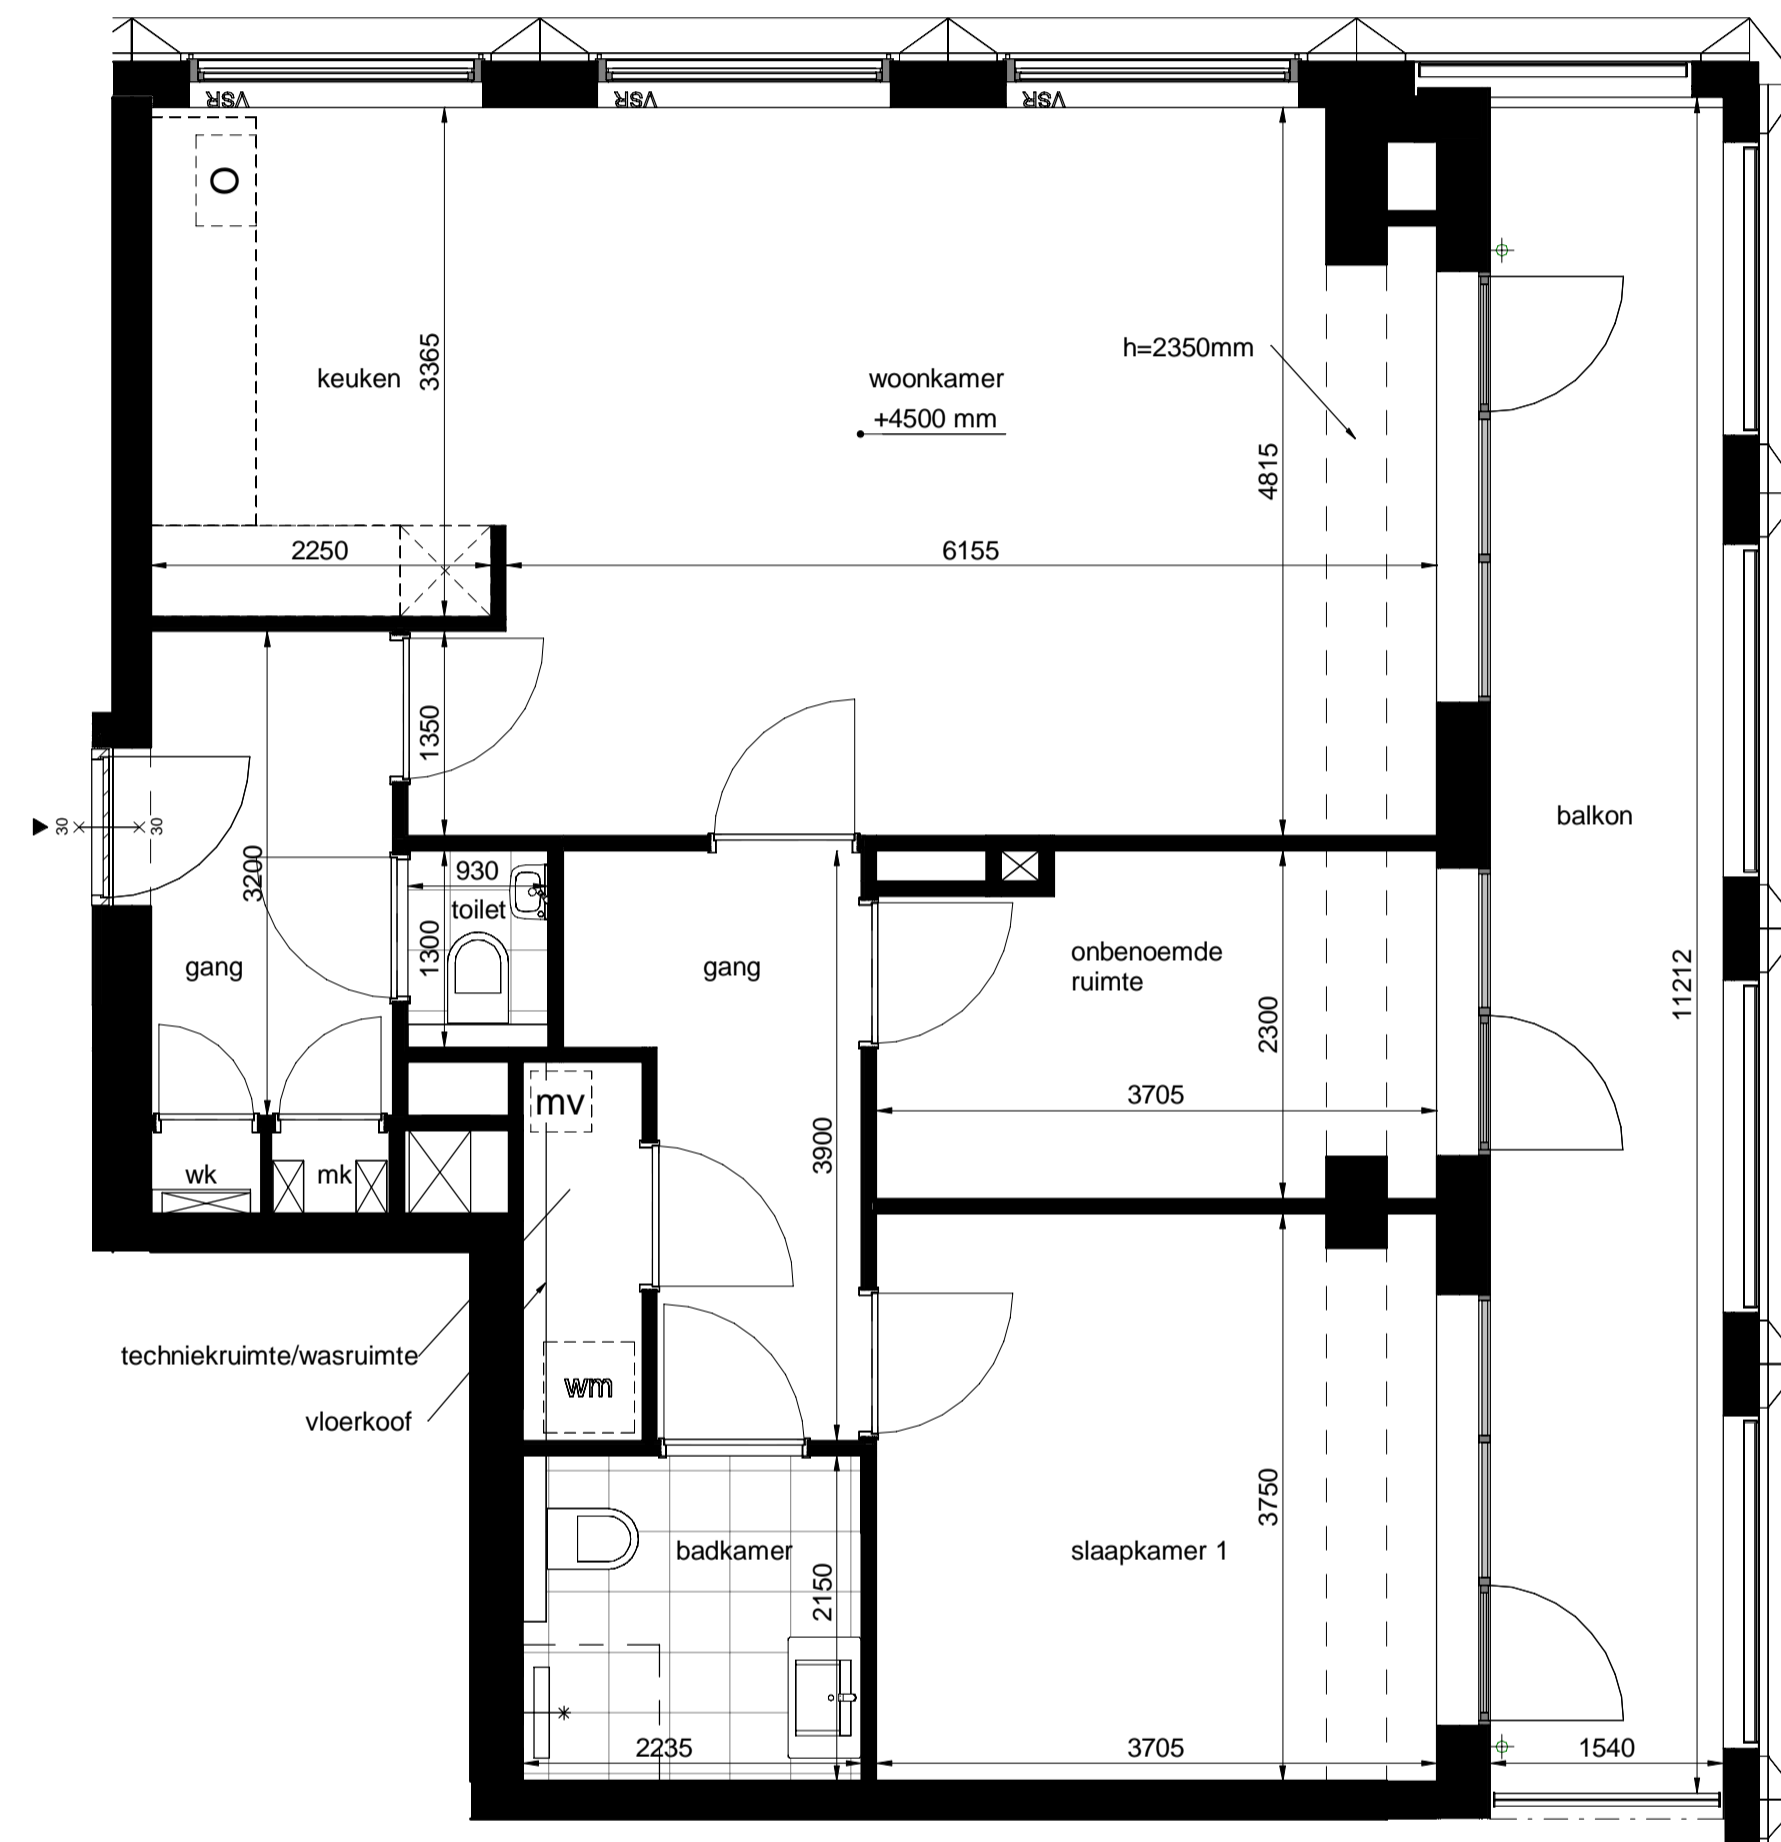 VSR
VSR
VSR
O
keuken
3365
woonkamer
+4500 mm
h=2350mm
4815
2250
6155
1350
30
30
3200
930
toilet
1300
gang
gang
onbenoemde
ruimte
2300
3705
balkon
11212
mv
3900
wk
mk
techniekruimte/wasruimte
vloerkoof
wm
badkamer
2150
2235
slaapkamer 1
3750
3705
1540